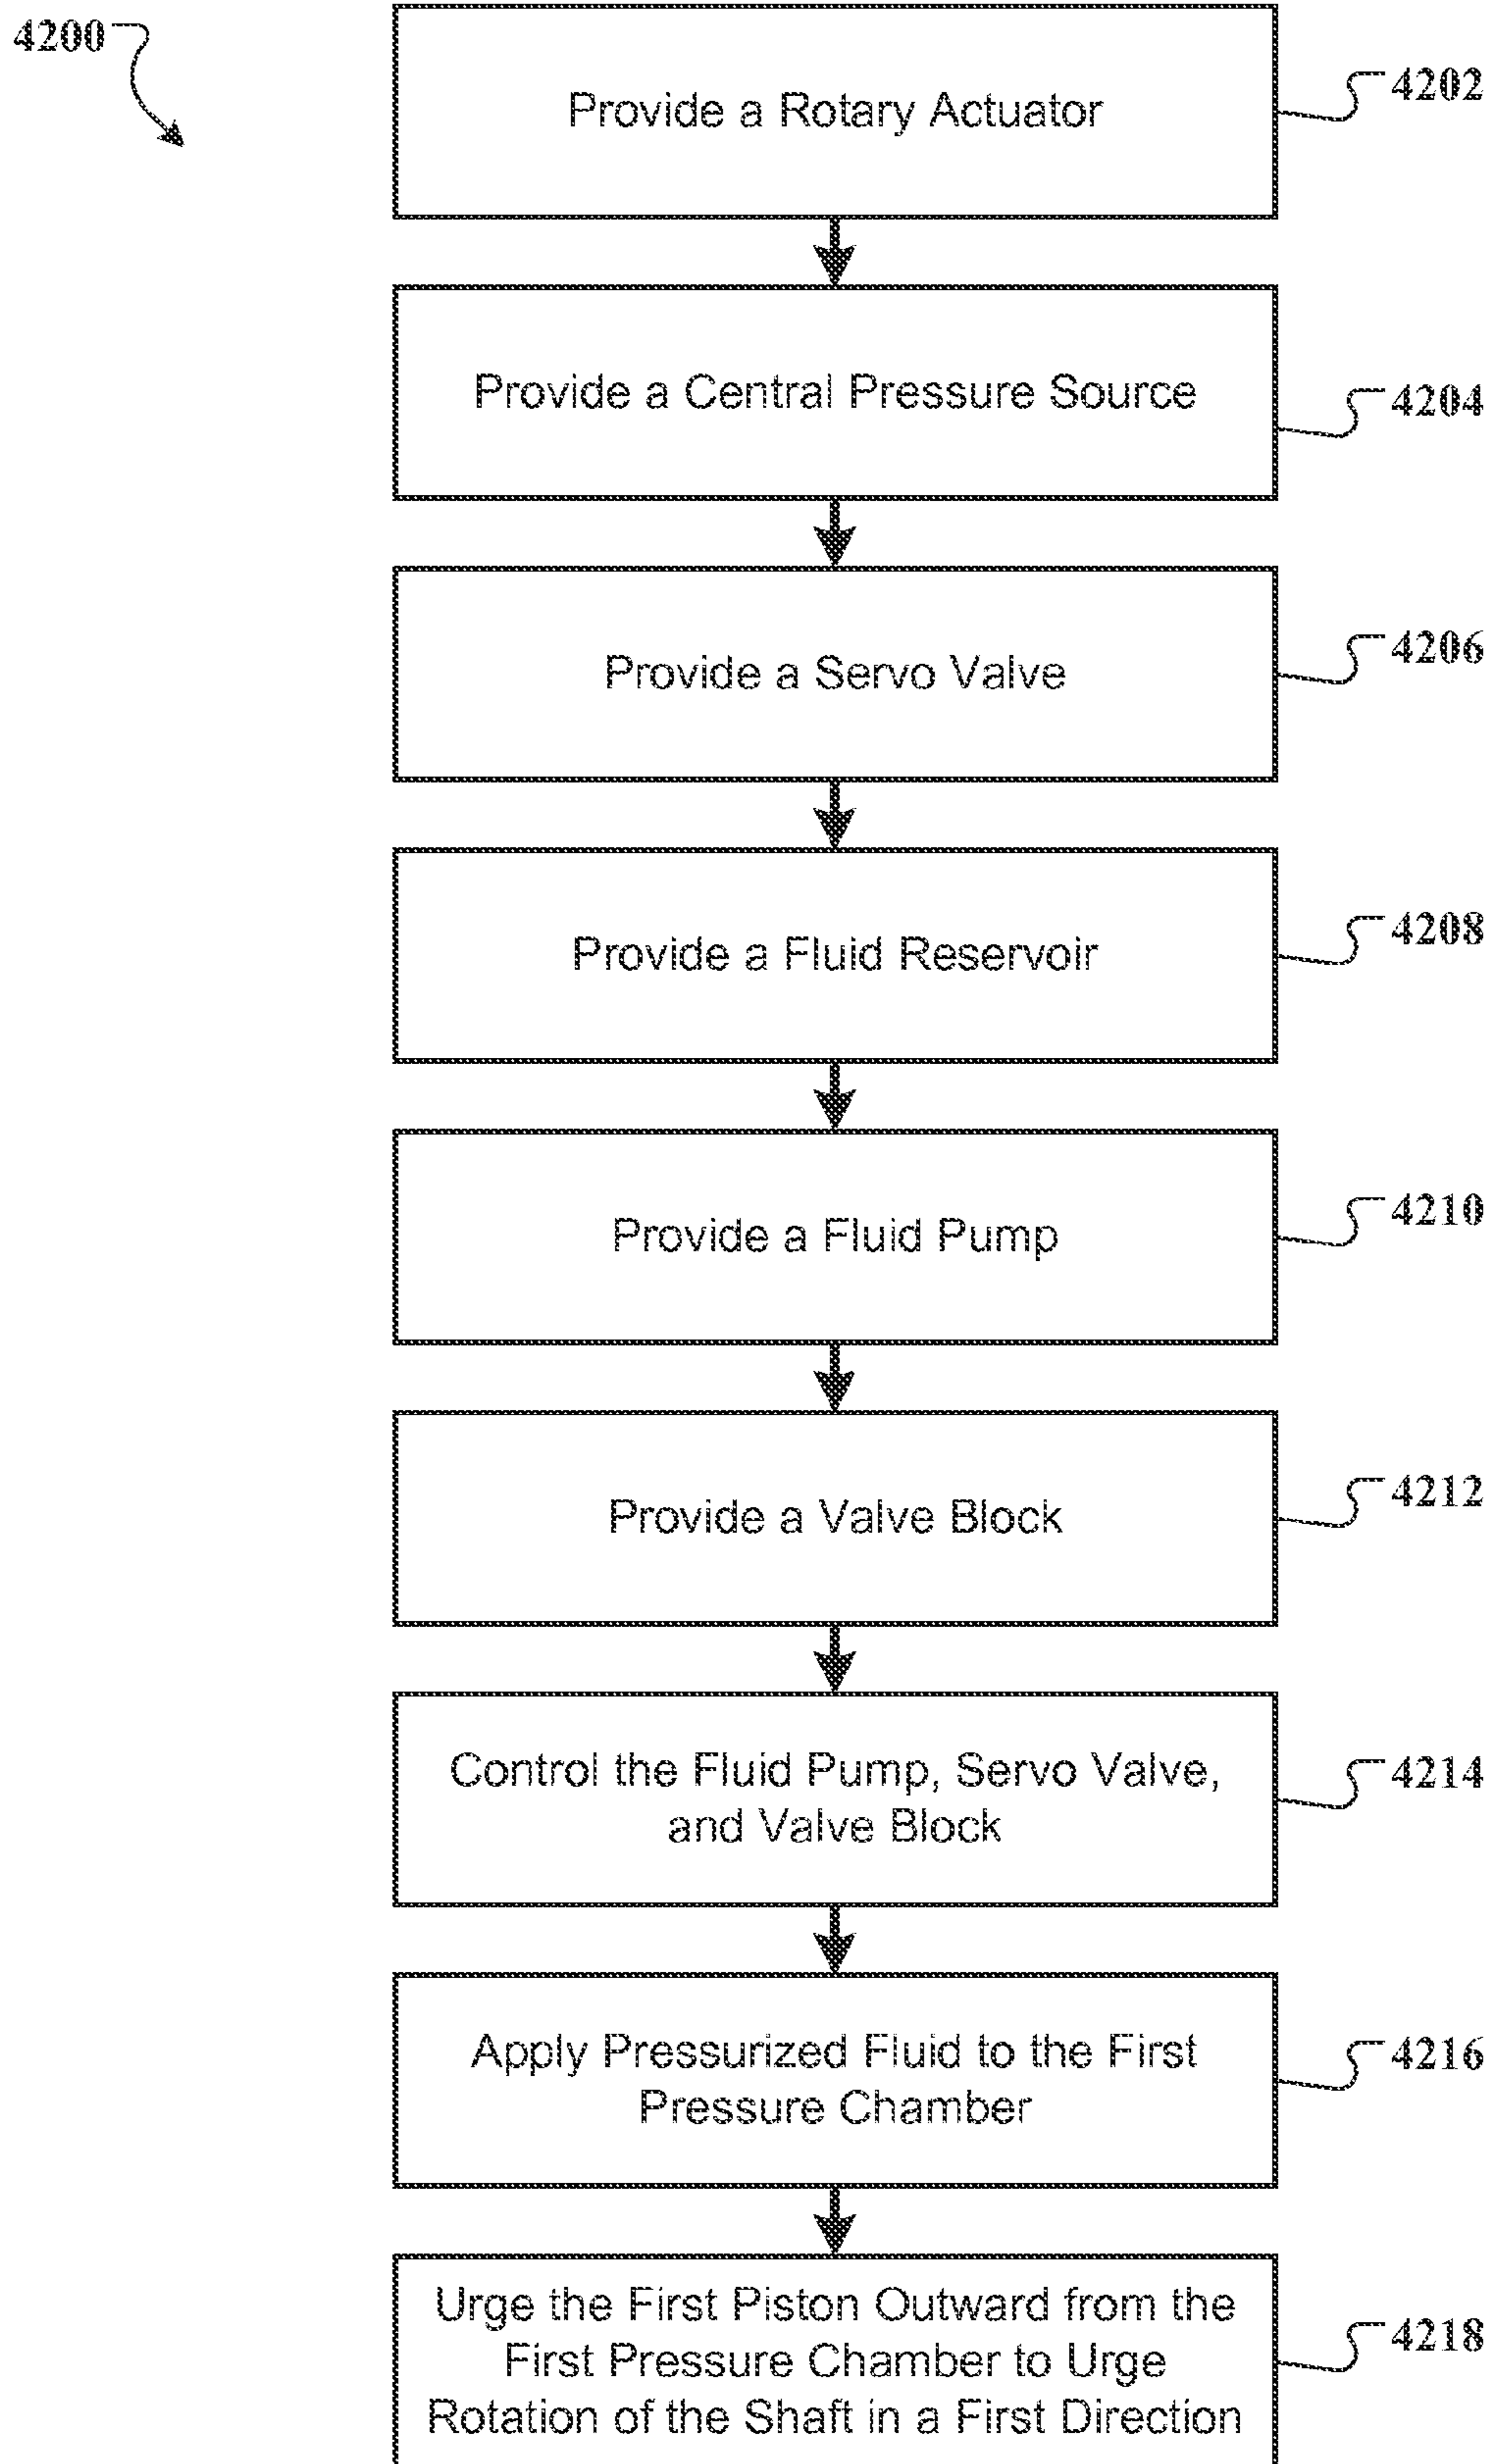 4200
Provide a Rotary Actuator
4202
Provide a Central Pressure Source
4204
Provide a Servo Valve
4206
Provide a Fluid Reservoir
4208
Provide a Fluid Pump
4210
Provide a Valve Block
4212
Control the Fluid Pump, Servo Valve,
and Valve Block
4214
Apply Pressurized Fluid to the First
Pressure Chamber
4216
Urge the First Piston Outward from the
First Pressure Chamber to Urge
Rotation of the Shaft in a First Direction
4218